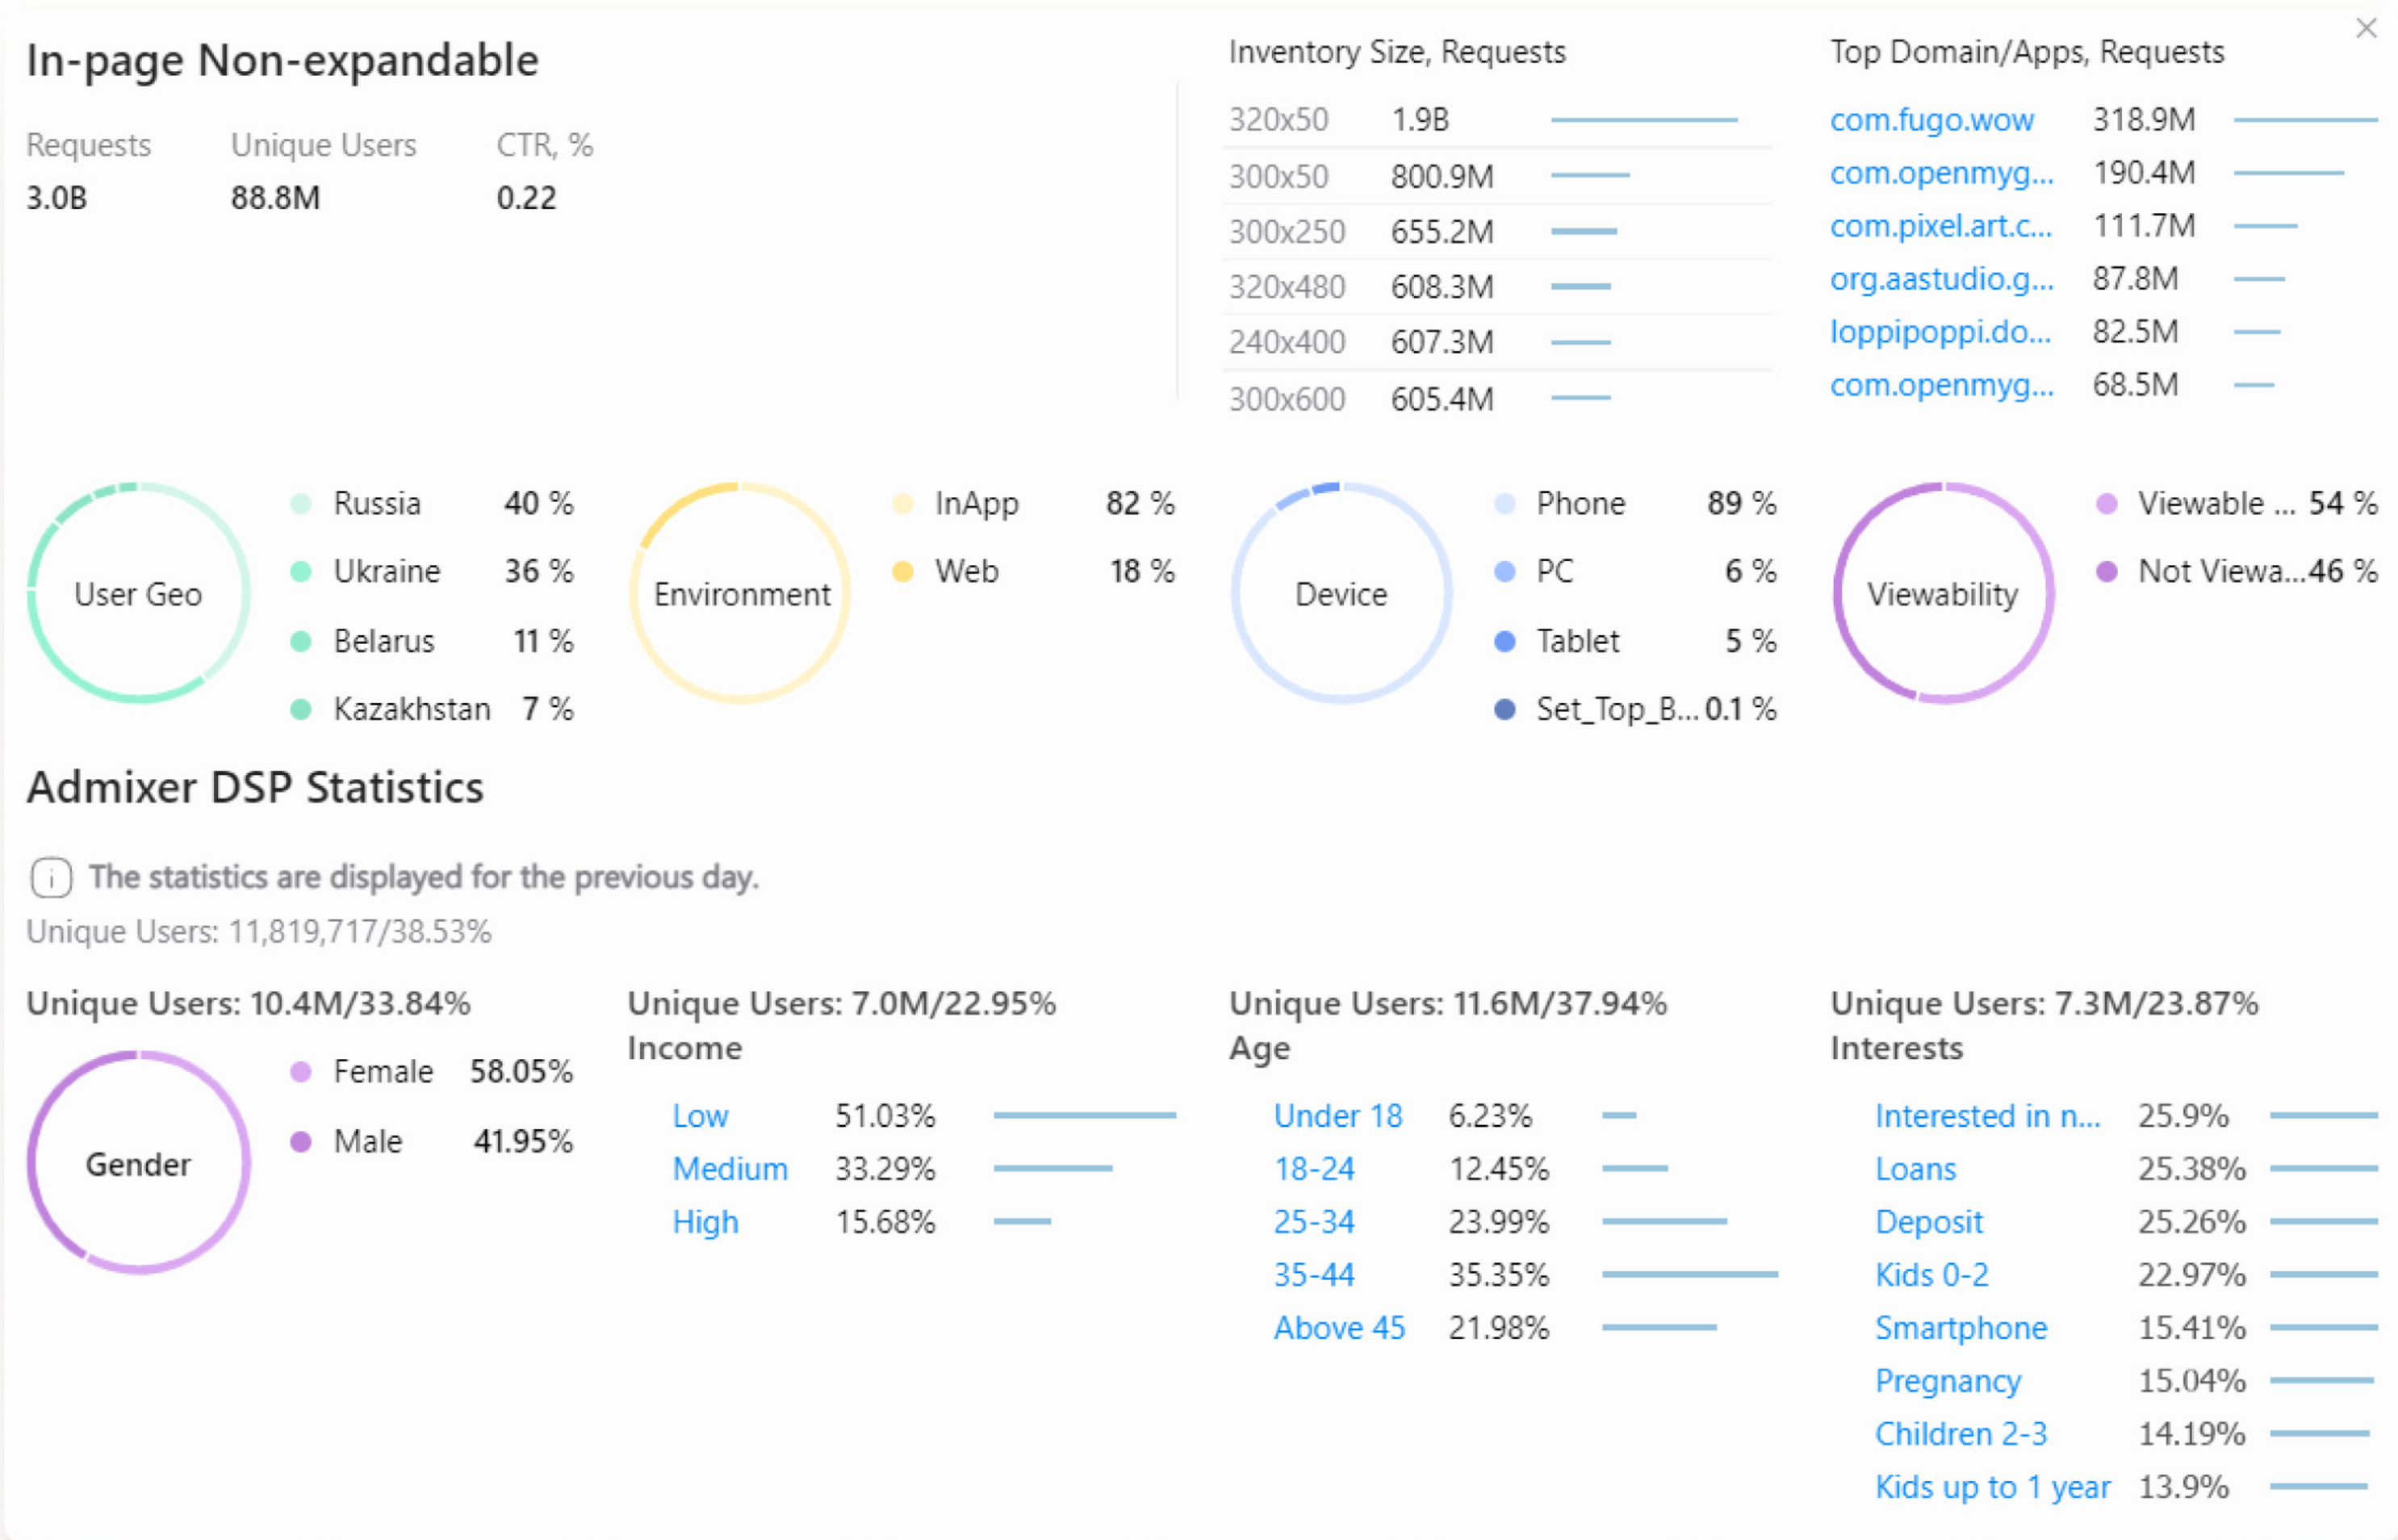 In-page Non-expandable
Requests Unique Users CTR, %
3.0B 88.8M 0.22
Inventory Size, Requests
320x50 1.9B
300x50 800.9M
300x250 655.2M
320x480 608.3M
240x400 607.3M
300x600 605.4M
Top Domain/Apps, Requests
com.fugo.wow 318.9M
com.openmyg... 190.4M
com.pixel.art.c... 111.7M
org.aastudio.g... 87.8M
loppipoppi.do... 82.5M
com.openmyg... 68.5M
User Geo
Russia 40 %
Ukraine 36 %
Belarus 11 %
Kazakhstan 7 %
Environment
InApp 82 %
Web 18 %
Device
Phone 89 %
PC 6 %
Tablet 5 %
Set_Top_B... 0.1 %
Viewability
Viewable ... 54 %
Not Viewa... 46 %
Admixer DSP Statistics
i The statistics are displayed for the previous day.
Unique Users: 11,819,717/38.53%
Unique Users: 10.4M/33.84%
Gender
Female 58.05%
Male 41.95%
Unique Users: 7.0M/22.95%
Income
Low 51.03%
Medium 33.29%
High 15.68%
Unique Users: 11.6M/37.94%
Age
Under 18 6.23%
18-24 12.45%
25-34 23.99%
35-44 35.35%
Above 45 21.98%
Unique Users: 7.3M/23.87%
Interests
Interested in n... 25.9%
Loans 25.38%
Deposit 25.26%
Kids 0-2 22.97%
Smartphone 15.41%
Pregnancy 15.04%
Children 2-3 14.19%
Kids up to 1 year 13.9%